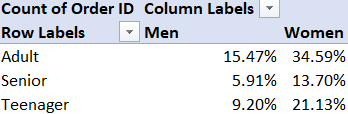 Count of Order ID Column Labels
Row Labels Men Women
Adult 15.47% 34.59%
Senior 5.91% 13.70%
Teenager 9.20% 21.13%